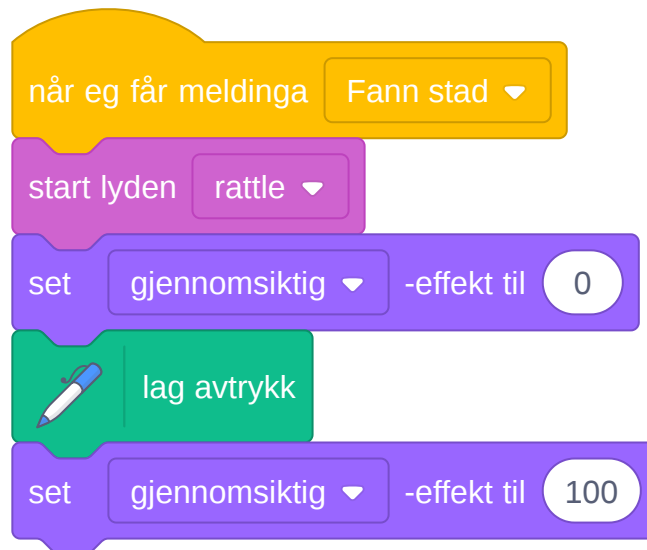 når eg får meldinga Fann stad
start lyden rattle
set gjennomsiktig -effekt til 0
lag avtrykk
set gjennomsiktig -effekt til 100